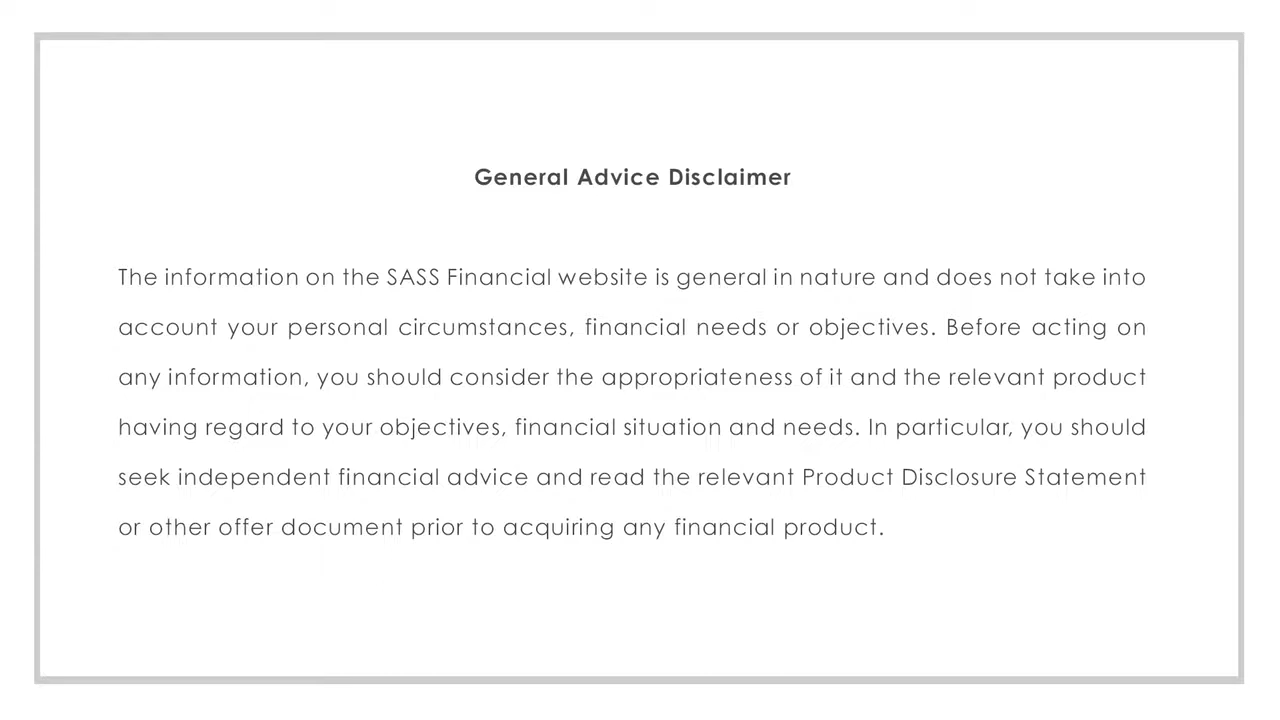 General Advice Disclaimer
The information on the SASS Financial website is general in nature and does not take into
account your personal circumstances, financial needs or objectives. Before acting on
any information, you should consider the appropriateness of it and the relevant product
having regard to your objectives, financial situation and needs. In particular, you should
seek independent financial advice and read the relevant Product Disclosure Statement
or other offer document prior to acquiring any financial product.